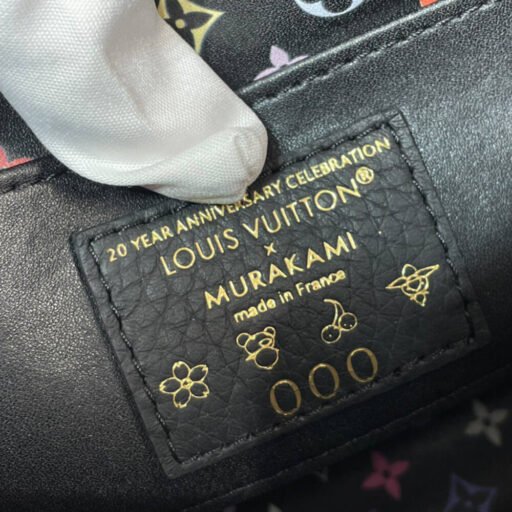 20 YEAR ANNIVERSARY CELEBRATION
LOUIS VUITTON®
x
MURAKAMI
made in France
000